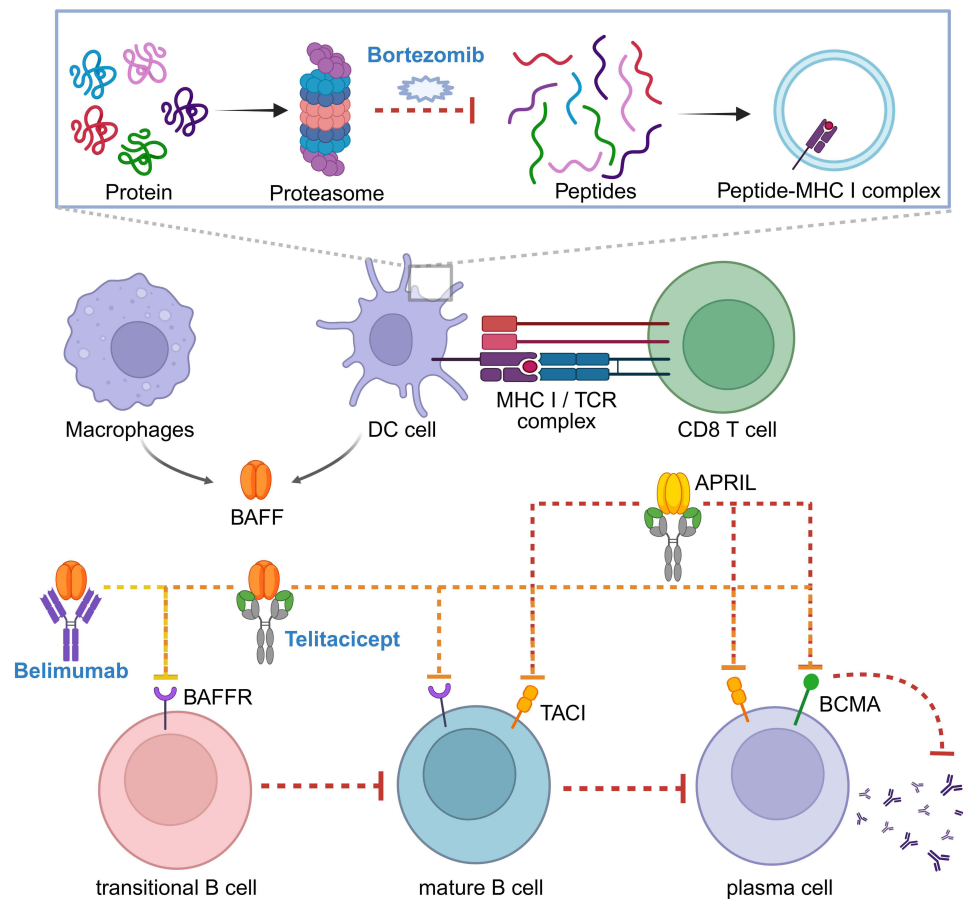 Bortezomib
Protein
Proteasome
Peptides
Peptide-MHC I complex
Macrophages
DC cell
MHC I / TCR
complex
CD8 T cell
BAFF
APRIL
Belimumab
Telitacicept
BAFFR
TACI
BCMA
transitional B cell
mature B cell
plasma cell